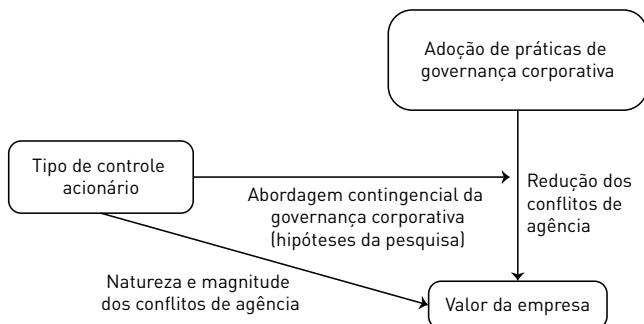 Adoção de práticas de
governança corporativa
Tipo de controle
acionário
Abordagem contingencial da
governança corporativa
(hipóteses da pesquisa)
Redução dos
conflitos de
agência
Natureza e magnitude
dos conflitos de agência
Valor da empresa